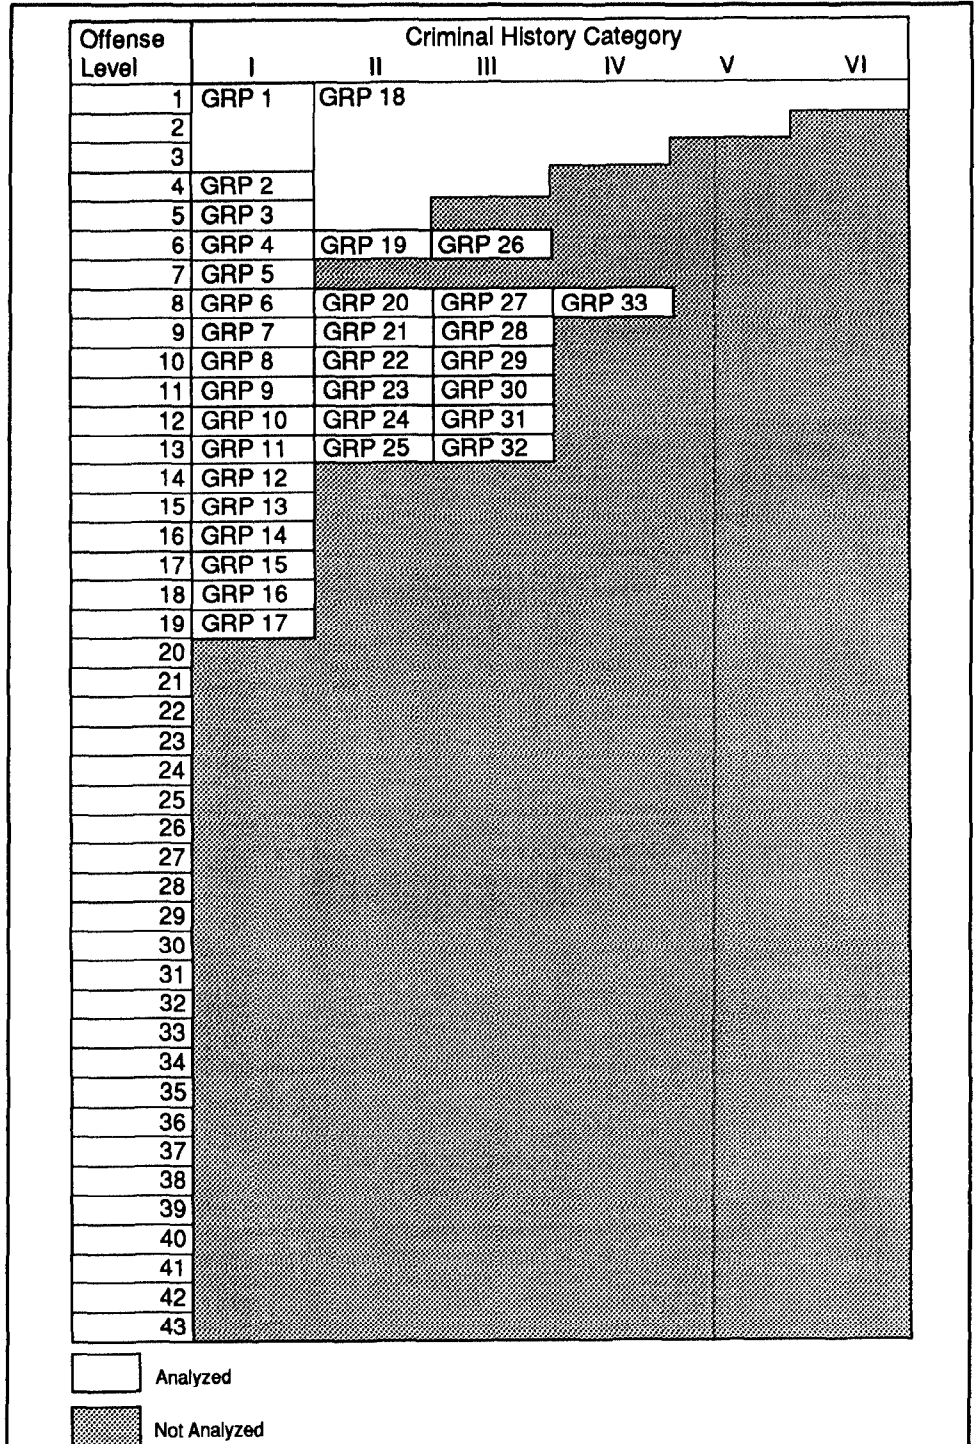 Offense Level Criminal History Category
I II III IV V VI
1 GRP 1 GRP 18
2
3
4 GRP 2
5 GRP 3
6 GRP 4 GRP 19 GRP 26
7 GRP 5
8 GRP 6 GRP 20 GRP 27 GRP 33
9 GRP 7 GRP 21 GRP 28
10 GRP 8 GRP 22 GRP 29
11 GRP 9 GRP 23 GRP 30
12 GRP 10 GRP 24 GRP 31
13 GRP 11 GRP 25 GRP 32
14 GRP 12
15 GRP 13
16 GRP 14
17 GRP 15
18 GRP 16
19 GRP 17
20
21
22
23
24
25
26
27
28
29
30
31
32
33
34
35
36
37
38
39
40
41
42
43
Analyzed
Not Analyzed